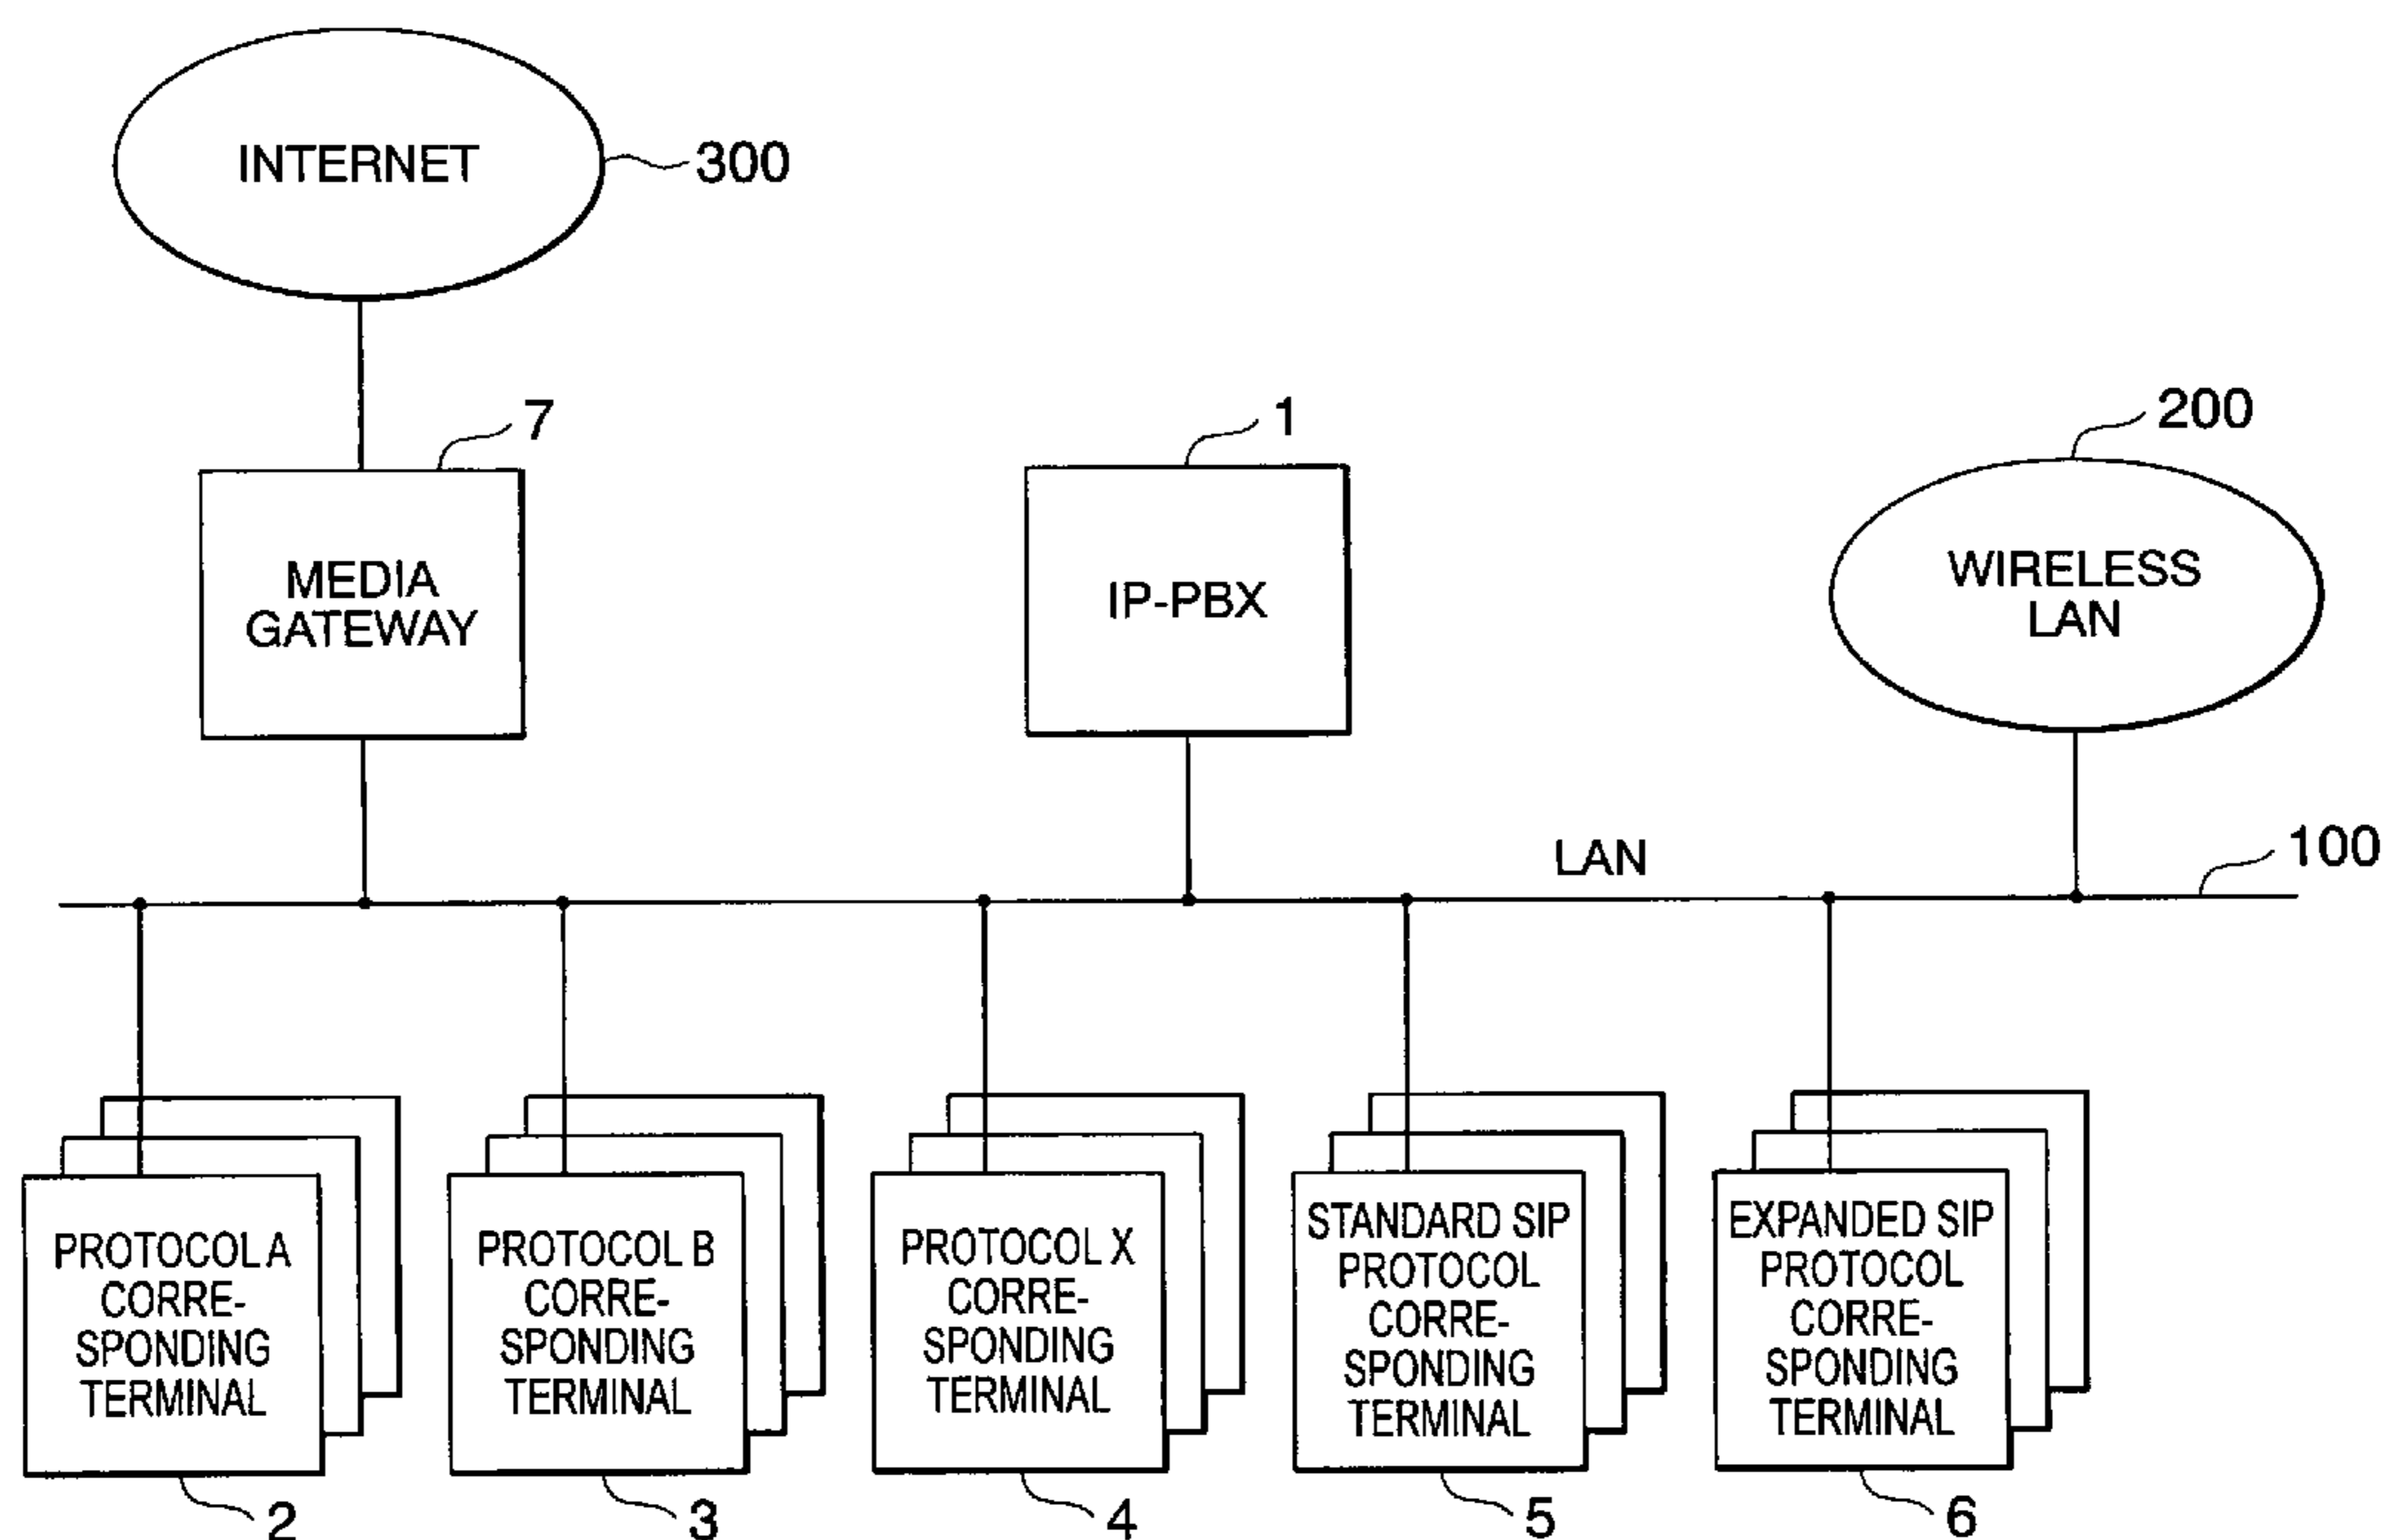 INTERNET
300
7
1
200
MEDIA
GATEWAY
IP-PBX
WIRELESS
LAN
LAN
100
PROTOCOL A
CORRE-
SPONDING
TERMINAL
PROTOCOL B
CORRE-
SPONDING
TERMINAL
PROTOCOL X
CORRE-
SPONDING
TERMINAL
STANDARD SIP
PROTOCOL
CORRE-
SPONDING
TERMINAL
EXPANDED SIP
PROTOCOL
CORRE-
SPONDING
TERMINAL
2
3
4
5
6